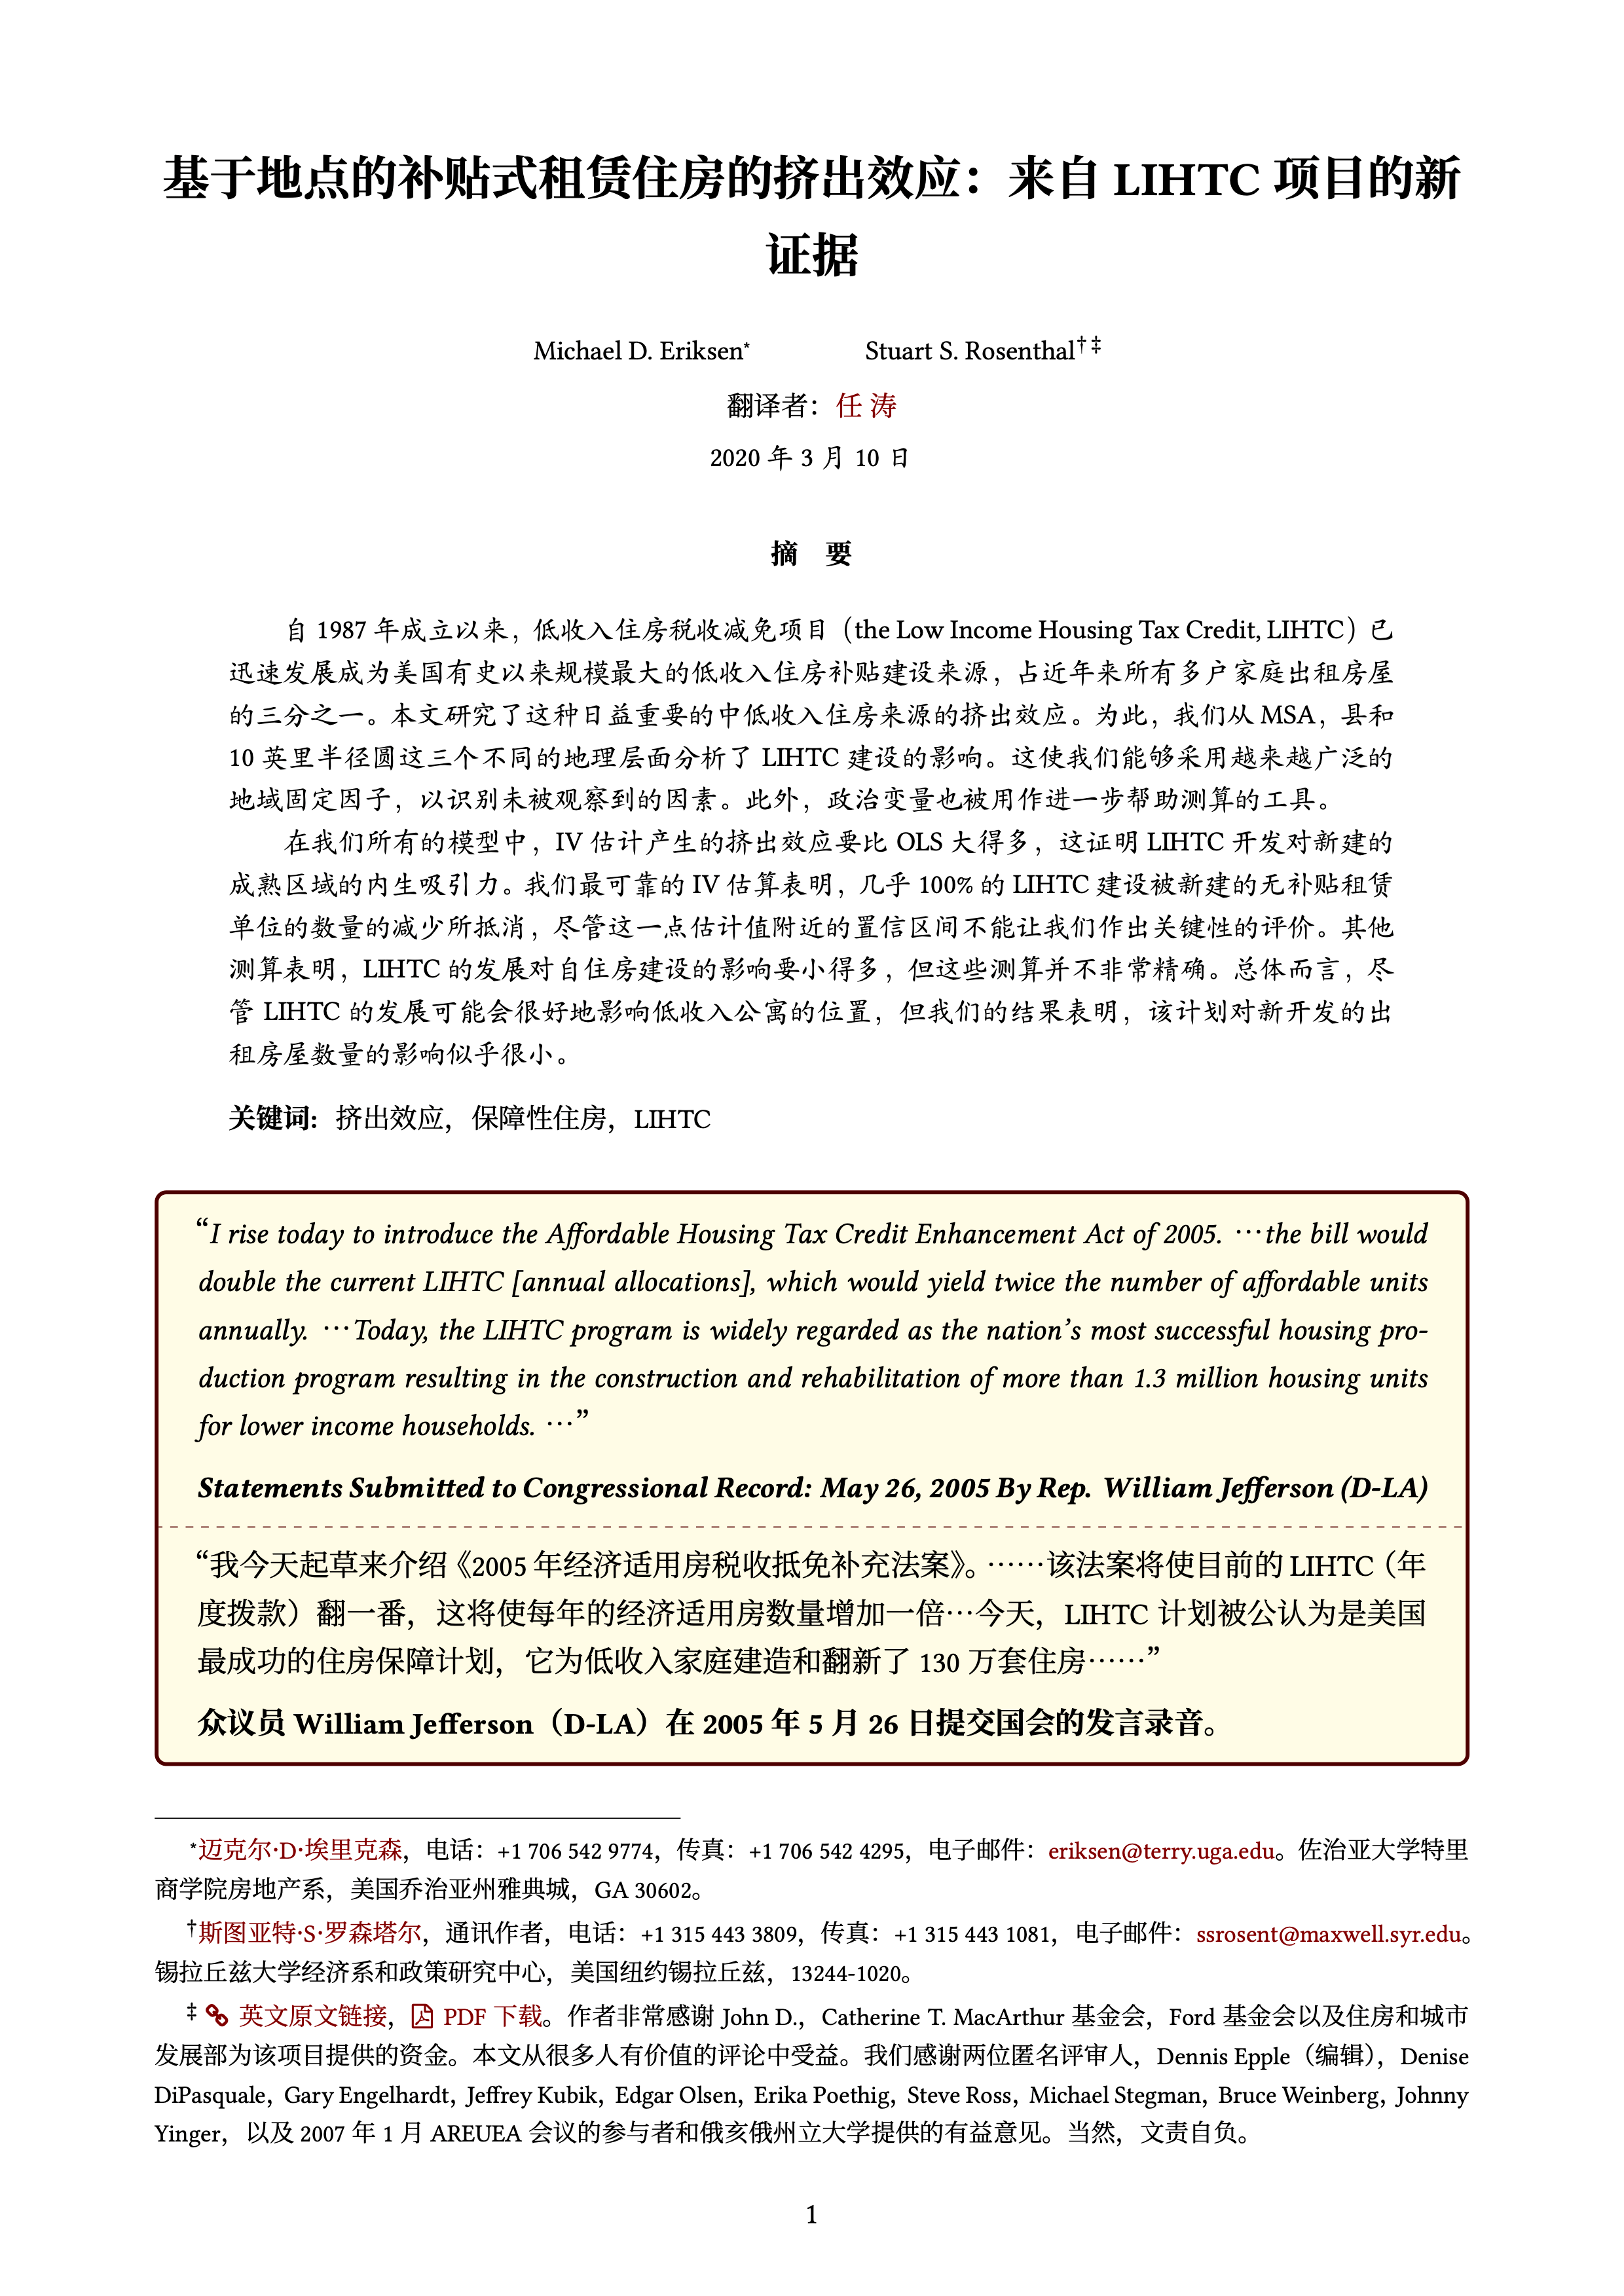 基于地点的补贴式租赁住房的挤出效应：来自 LIHTC 项目的新
证据
Michael D. Eriksen* Stuart S. Rosenthal†‡
翻译者：任 涛
2020 年 3 月 10 日
摘 要
自 1987 年成立以来，低收入住房税收减免项目（the Low Income Housing Tax Credit, LIHTC）已
迅速发展成为美国有史以来规模最大的低收入住房补贴建设来源，占近年来所有多户家庭出租房屋
的三分之一。本文研究了这种日益重要的中低收入住房来源的挤出效应。为此，我们从 MSA，县和
10 英里半径圆这三个不同的地理层面分析了 LIHTC 建设的影响。这使我们能够采用越来越广泛的
地域固定因子，以识别未被观察到的因素。此外，政治变量也被用作进一步帮助测算的工具。
在我们所有的模型中，IV 估计产生的挤出效应要比 OLS 大得多，这证明 LIHTC 开发对新建的
成熟区域的内生吸引力。我们最可靠的 IV 估算表明，几乎 100% 的 LIHTC 建设被新建的无补贴租赁
单位的数量的减少所抵消，尽管这一点估计值附近的置信区间不能让我们作出关键性的评价。其他
测算表明，LIHTC 的发展对自住房建设的影响要小得多，但这些测算并不非常精确。总体而言，尽
管 LIHTC 的发展可能会很好地影响低收入公寓的位置，但我们的结果表明，该计划对新开发的出
租房屋数量的影响似乎很小。
关键词：挤出效应，保障性住房，LIHTC
“I rise today to introduce the Affordable Housing Tax Credit Enhancement Act of 2005. ⋯the bill would
double the current LIHTC [annual allocations], which would yield twice the number of affordable units
annually. ⋯Today, the LIHTC program is widely regarded as the nation’s most successful housing pro-
duction program resulting in the construction and rehabilitation of more than 1.3 million housing units
for lower income households. ⋯”
Statements Submitted to Congressional Record: May 26, 2005 By Rep. William Jefferson (D-LA)
“我今天起草来介绍《2005 年经济适用房税收抵免补充法案》。⋯⋯该法案将使目前的 LIHTC（年
度拨款）翻一番，这将使每年的经济适用房数量增加一倍⋯今天，LIHTC 计划被公认为是美国
最成功的住房保障计划，它为低收入家庭建造和翻新了 130 万套住房⋯⋯”
众议员 William Jefferson（D-LA）在 2005 年 5 月 26 日提交国会的发言录音。
*迈克尔·D·埃里克森，电话：+1 706 542 9774，传真：+1 706 542 4295，电子邮件：eriksen@terry.uga.edu。佐治亚大学特里
商学院房地产系，美国乔治亚州雅典城，GA 30602。
†斯图亚特·S·罗森塔尔，通讯作者，电话：+1 315 443 3809，传真：+1 315 443 1081，电子邮件：ssrosent@maxwell.syr.edu。
锡拉丘兹大学经济系和政策研究中心，美国纽约锡拉丘兹，13244-1020。
‡ 英文原文链接，PDF 下载。作者非常感谢 John D.，Catherine T. MacArthur 基金会，Ford 基金会以及住房和城市
发展部为该项目提供的资金。本文从很多人有价值的评论中受益。我们感谢两位匿名评审人，Dennis Epple（编辑），Denise
DiPasquale，Gary Engelhardt，Jeffrey Kubik，Edgar Olsen，Erika Poethig，Steve Ross，Michael Stegman，Bruce Weinberg，Johnny
Yinger，以及 2007 年 1 月 AREUEA 会议的参与者和俄亥俄州立大学提供的有益意见。当然，文责自负。
1